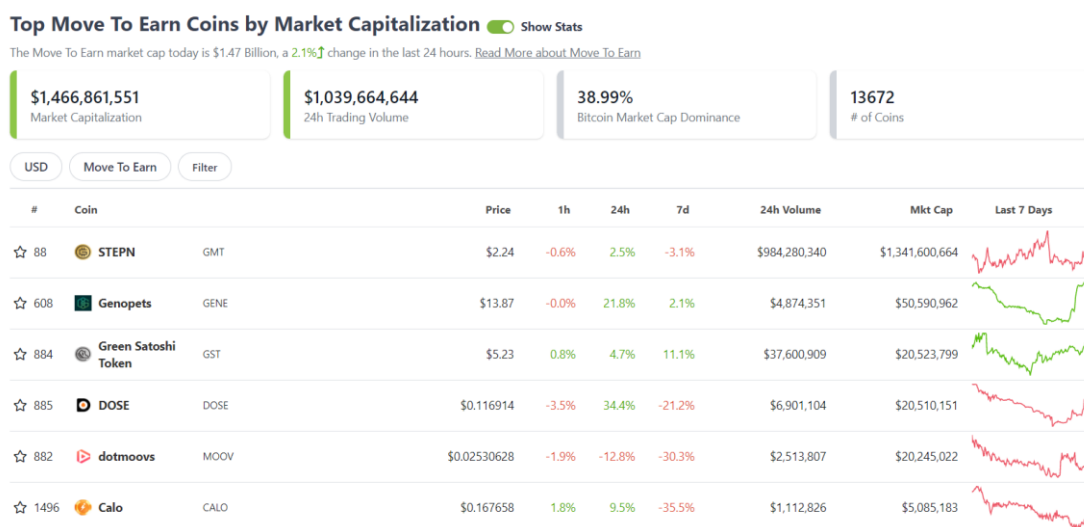 Top Move To Earn Coins by Market Capitalization Show Stats
The Move To Earn market cap today is $1.47 Billion, a 2.1% change in the last 24 hours. Read More about Move To Earn
$1,466,861,551 $1,039,664,644 38.99% 13672
Market Capitalization 24h Trading Volume Bitcoin Market Cap Dominance # of Coins
USD Move To Earn Filter
# Coin Price 1h 24h 7d 24h Volume Mkt Cap Last 7 Days
88 STEPN GMT $2.24 -0.6% 2.5% -3.1% $984,280,340 $1,341,600,664
608 Genopets GENE $13.87 -0.0% 21.8% 2.1% $4,874,351 $50,590,962
884 Green Satoshi Token GST $5.23 0.8% 4.7% 11.1% $37,600,909 $20,523,799
885 DOSE DOSE $0.116914 -3.5% 34.4% -21.2% $6,901,104 $20,510,151
882 dotmoovs MOOV $0.02530628 -1.9% -12.8% -30.3% $2,513,807 $20,245,022
1496 Calo CALO $0.167658 1.8% 9.5% -35.5% $1,112,826 $5,085,183